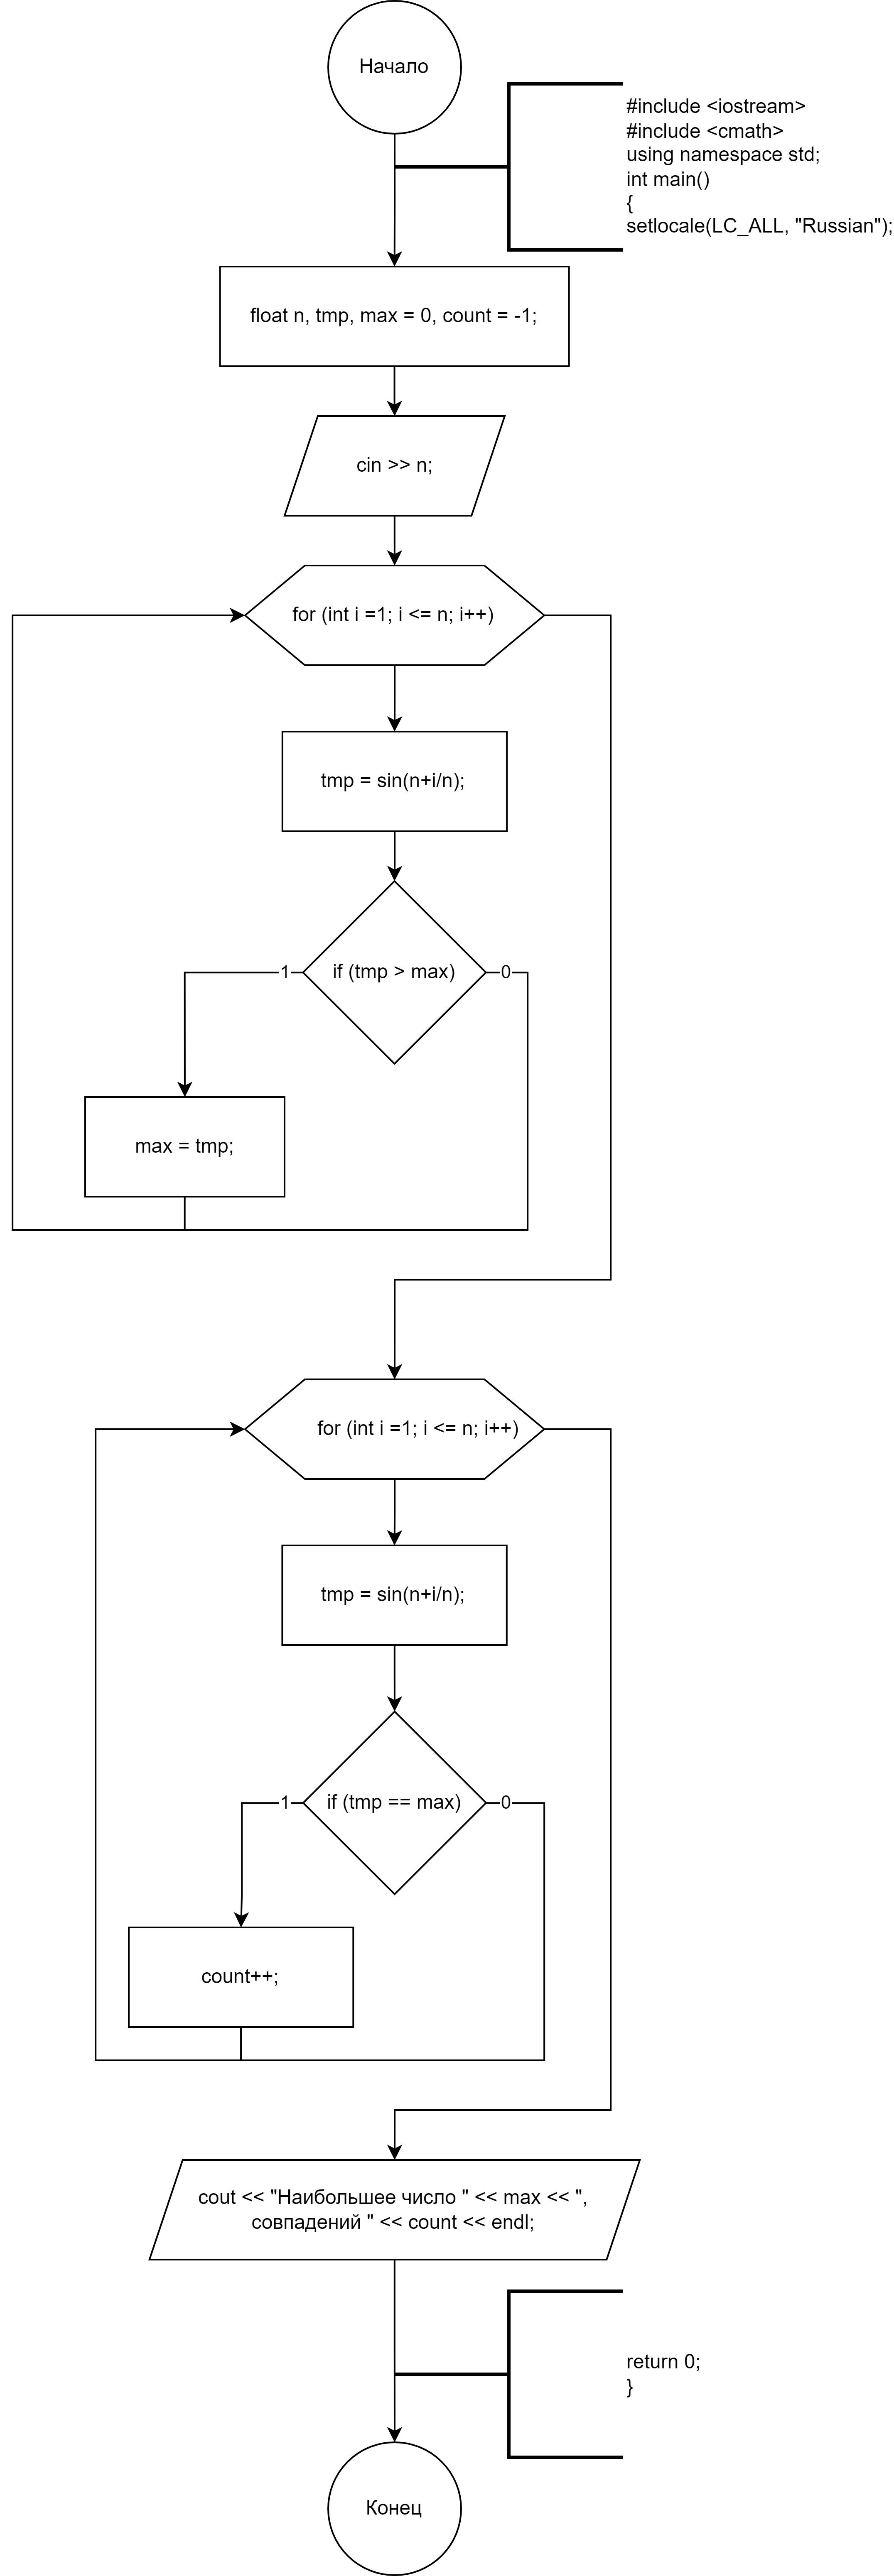 Начало
#include <iostream>
#include <cmath>
using namespace std;
int main()
{
setlocale(LC_ALL, "Russian");
float n, tmp, max = 0, count = -1;
cin >> n;
for (int i =1; i <= n; i++)
tmp = sin(n+i/n);
1
if (tmp > max)
0
max = tmp;
for (int i =1; i <= n; i++)
tmp = sin(n+i/n);
1
if (tmp == max)
0
count++;
cout << "Наибольшее число " << max << ",
совпадений " << count << endl;
return 0;
}
Конец